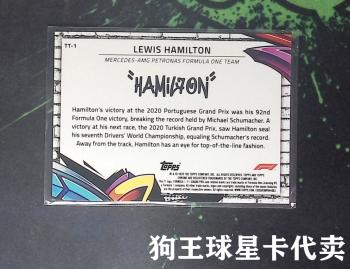 TT-1
LEWIS HAMILTON
MERCEDES-AMG PETRONAS FORMULA ONE TEAM
HAMILTON
Hamilton's victory at the 2020 Portuguese Grand Prix was his 92nd
Formula One victory, breaking the record held by Michael Schumacher. A
victory at his next race, the 2020 Turkish Grand Prix, saw Hamilton seal
his seventh Drivers' World Championship, equaling Schumacher's record.
Away from the track, Hamilton has an eye for top-of-the-line fashion.
Topps
F1
狗王球星卡代卖